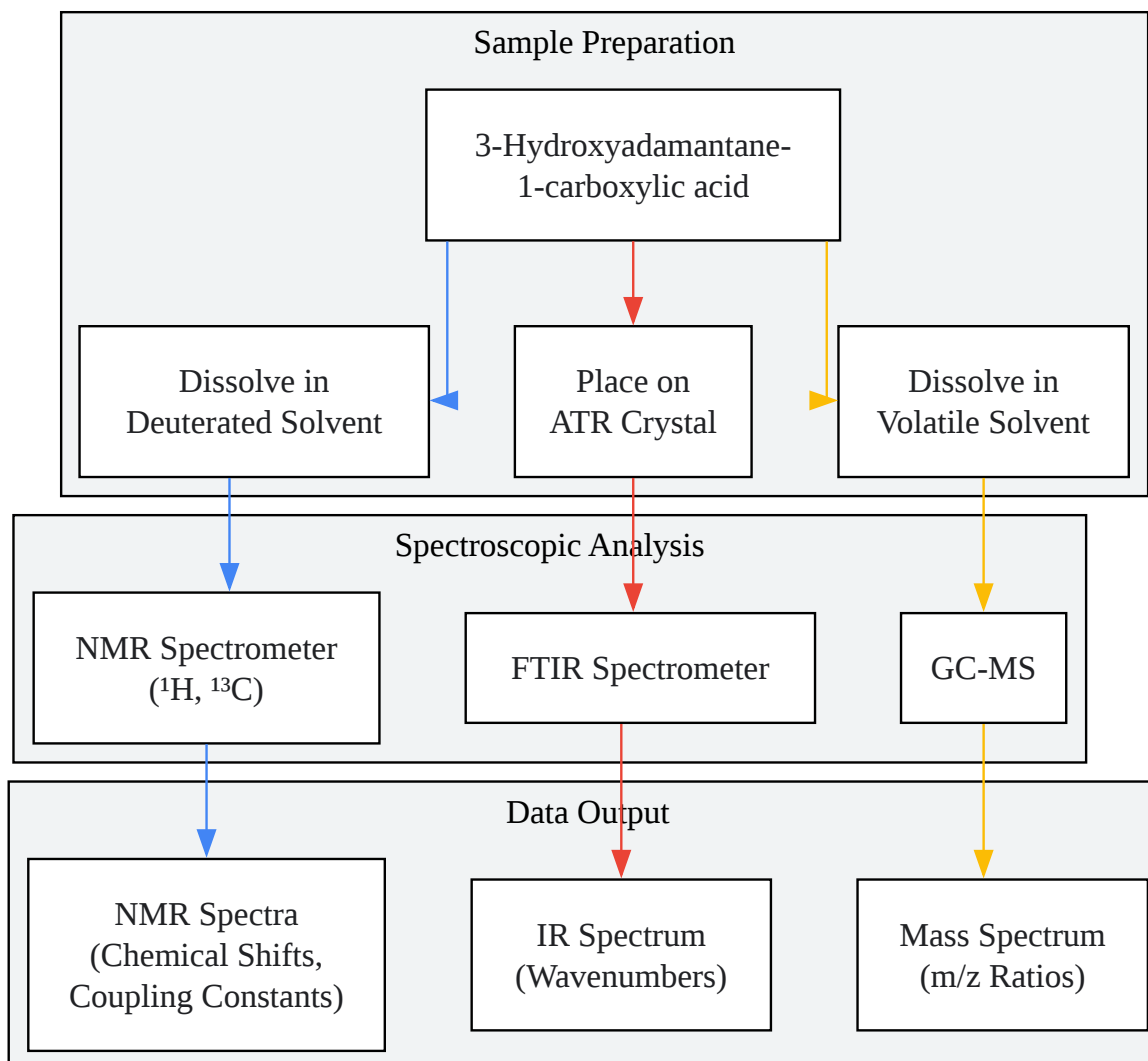 Sample Preparation
3-Hydroxyadamantane-
1-carboxylic acid
Dissolve in
Deuterated Solvent
Place on
ATR Crystal
Dissolve in
Volatile Solvent
Spectroscopic Analysis
NMR Spectrometer
(¹H, ¹³C)
FTIR Spectrometer
GC-MS
Data Output
NMR Spectra
(Chemical Shifts,
Coupling Constants)
IR Spectrum
(Wavenumbers)
Mass Spectrum
(m/z Ratios)